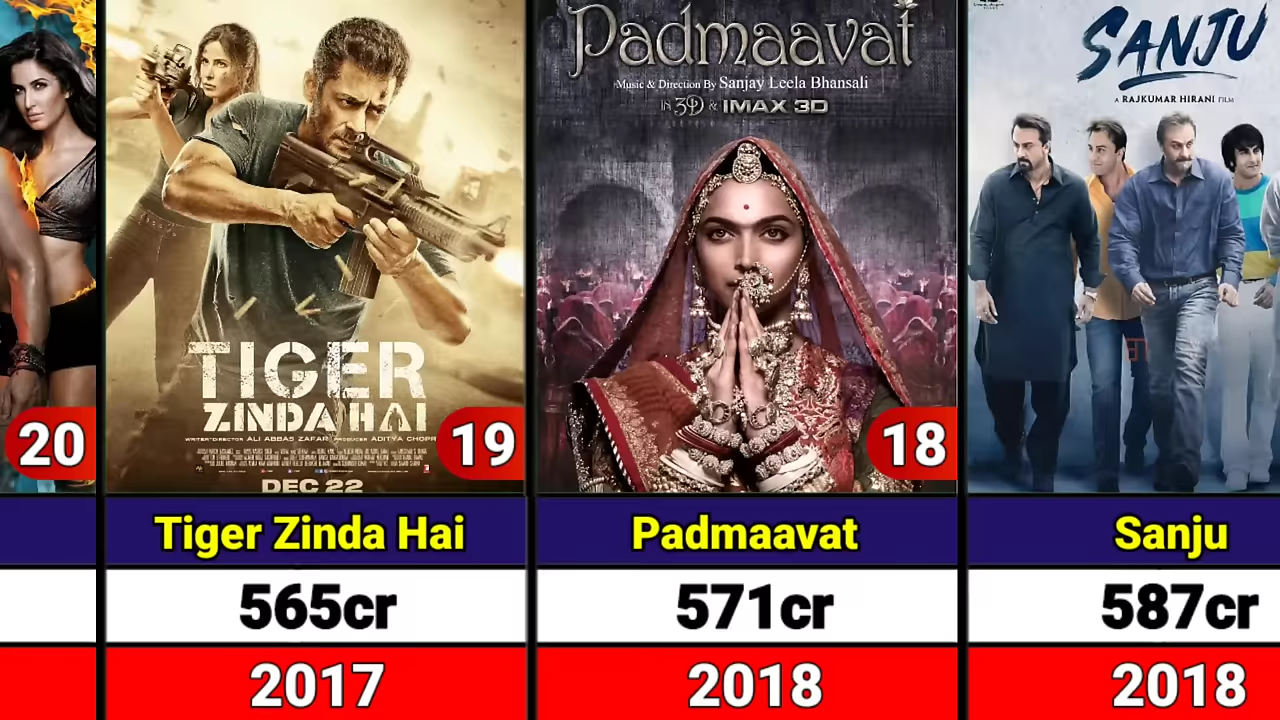 20
TIGER
ZINDA HAI
WRITER•DIRECTOR ALI ABBAS ZAFAR PRODUCER ADITYA CHOPR
DEC 22
19
Tiger Zinda Hai
565cr
2017
Padmaavat
Music & Direction By Sanjay Leela Bhansali
IN 3D & IMAX 3D
18
Padmaavat
571cr
2018
SANJU
A RAJKUMAR HIRANI FILM
Sanju
587cr
2018